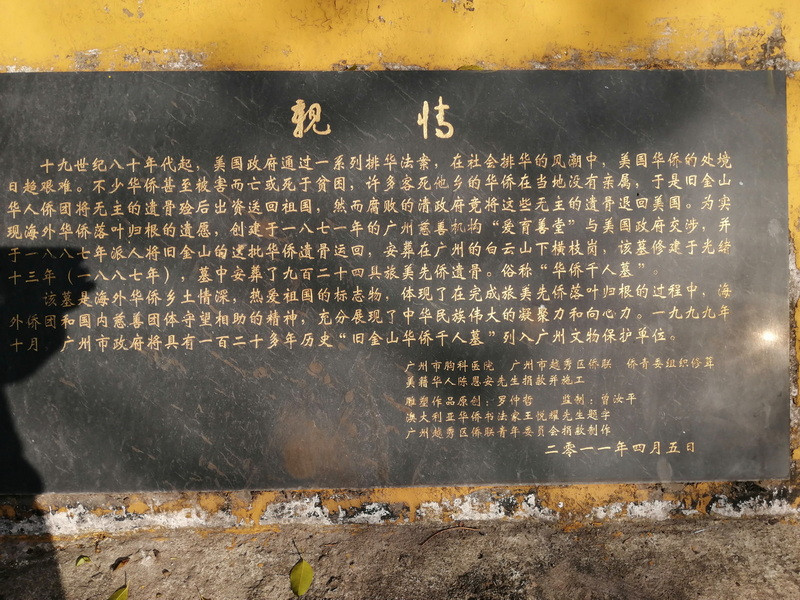 親 情
十九世纪八十年代起，美国政府通过一系列排华法案，在社会排华的风潮中，美国华侨的处境
日趋艰难。不少华侨甚至被害而亡或死于贫困，许多客死他乡的华侨在当地没有亲属，于是旧金山、
华人侨团将无主的遗骨殓后出资送回祖国，然而腐败的清政府竟将这些无主的遗骨退回美国。为实
现海外华侨落叶归根的遗愿，创建于一八七一年的广州慈善机构“爱育善堂”与美国政府交涉，并
于一八八七年派人将旧金山的这批华侨遗骨运回，安葬在广州的白云山下横枝岗，该墓修建于光绪
十三年（一八八七年），墓中安葬了九百二十四具旅美先侨遗骨。俗称“华侨千人墓”。
该墓是海外华侨乡土情深，热爱祖国的标志物，体现了在完成旅美先侨落叶归根的过程中，海
外侨团和国内慈善团体守望相助的精神，充分展现了中华民族伟大的凝聚力和向心力。一九九九年
十月，广州市政府将具有一百二十多年历史“旧金山华侨千人墓”列入广州文物保护单位。
广州市胸科医院 广州市越秀区侨联 侨青委组织修葺
美籍华人陈恩安先生捐款并施工
雕塑作品原创：罗仲哲 监制：曾汝平
澳大利亚华侨书法家王悦耀先生题字
广州越秀区侨联青年委员会捐款制作
二零一一年四月五日